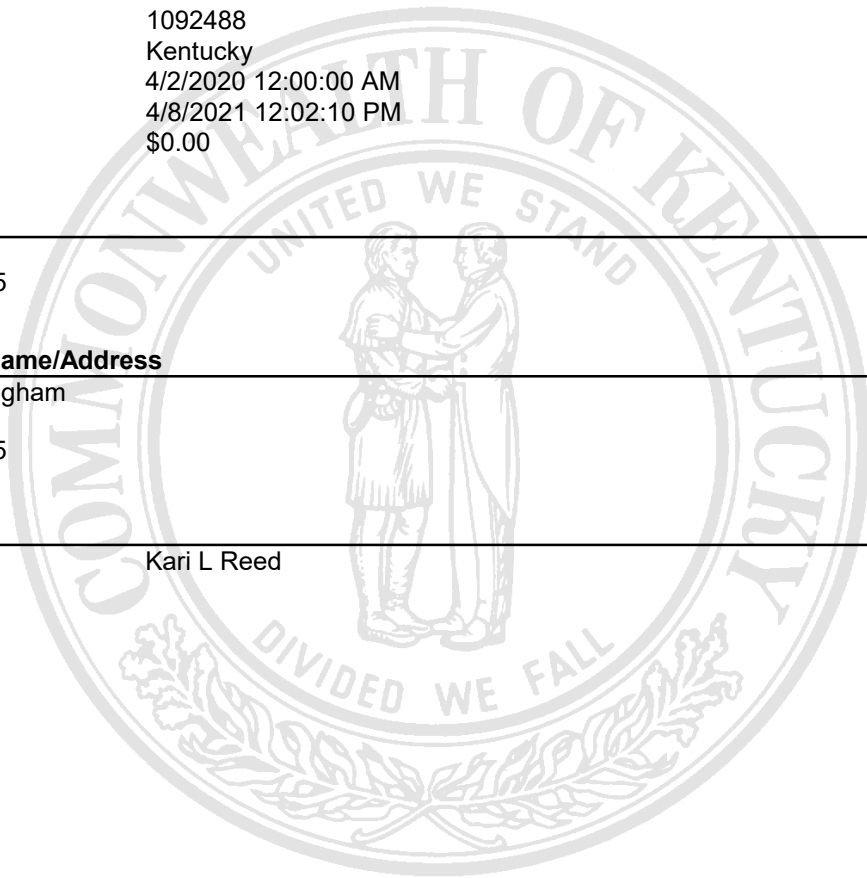 1092488
Kentucky
4/2/2020 12:00:00 AM
4/8/2021 12:02:10 PM
$0.00
COMMONWEALTH OF KENTUCKY
UNITED WE STAND
5
ame/Address
gham
5
Kari L Reed
DIVIDED WE FALL